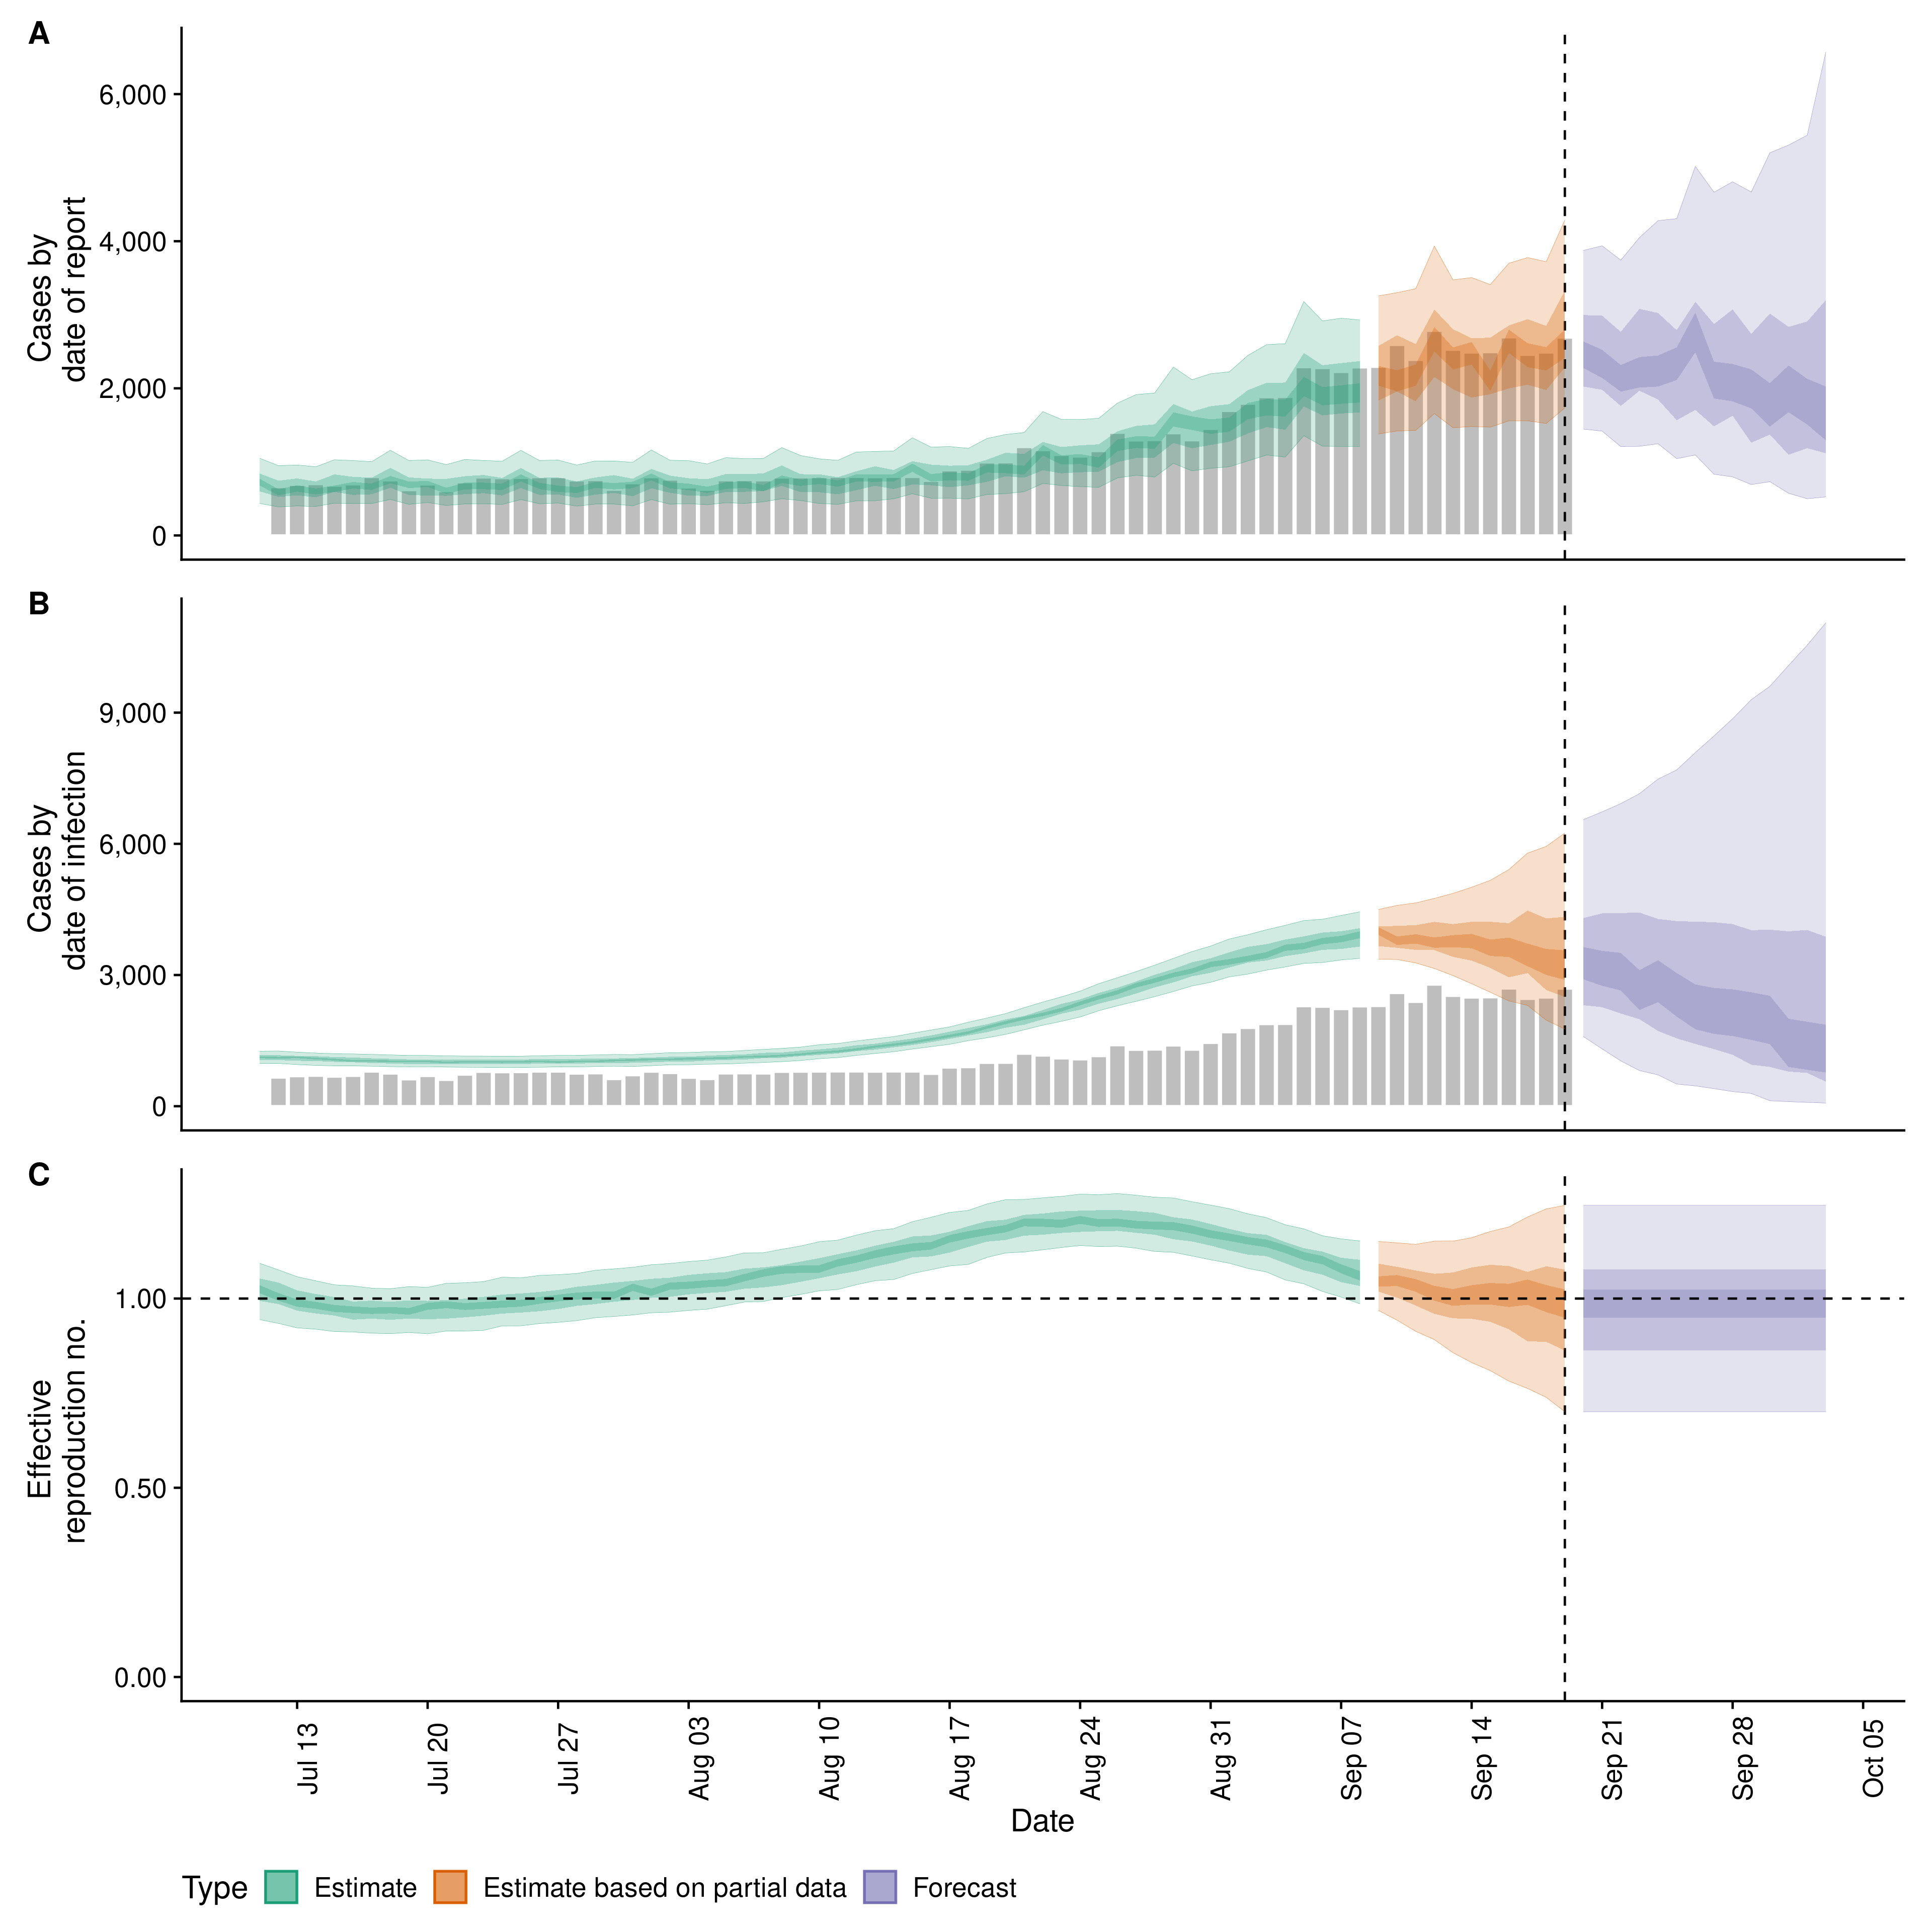 A
Cases by
date of report
6,000
4,000
2,000
0
B
Cases by
date of infection
9,000
6,000
3,000
0
C
Effective
reproduction no.
1.00
0.50
0.00
Jul 13
Jul 20
Jul 27
Aug 03
Aug 10
Aug 17
Aug 24
Aug 31
Sep 07
Sep 14
Sep 21
Sep 28
Oct 05
Date
Type Estimate Estimate based on partial data Forecast